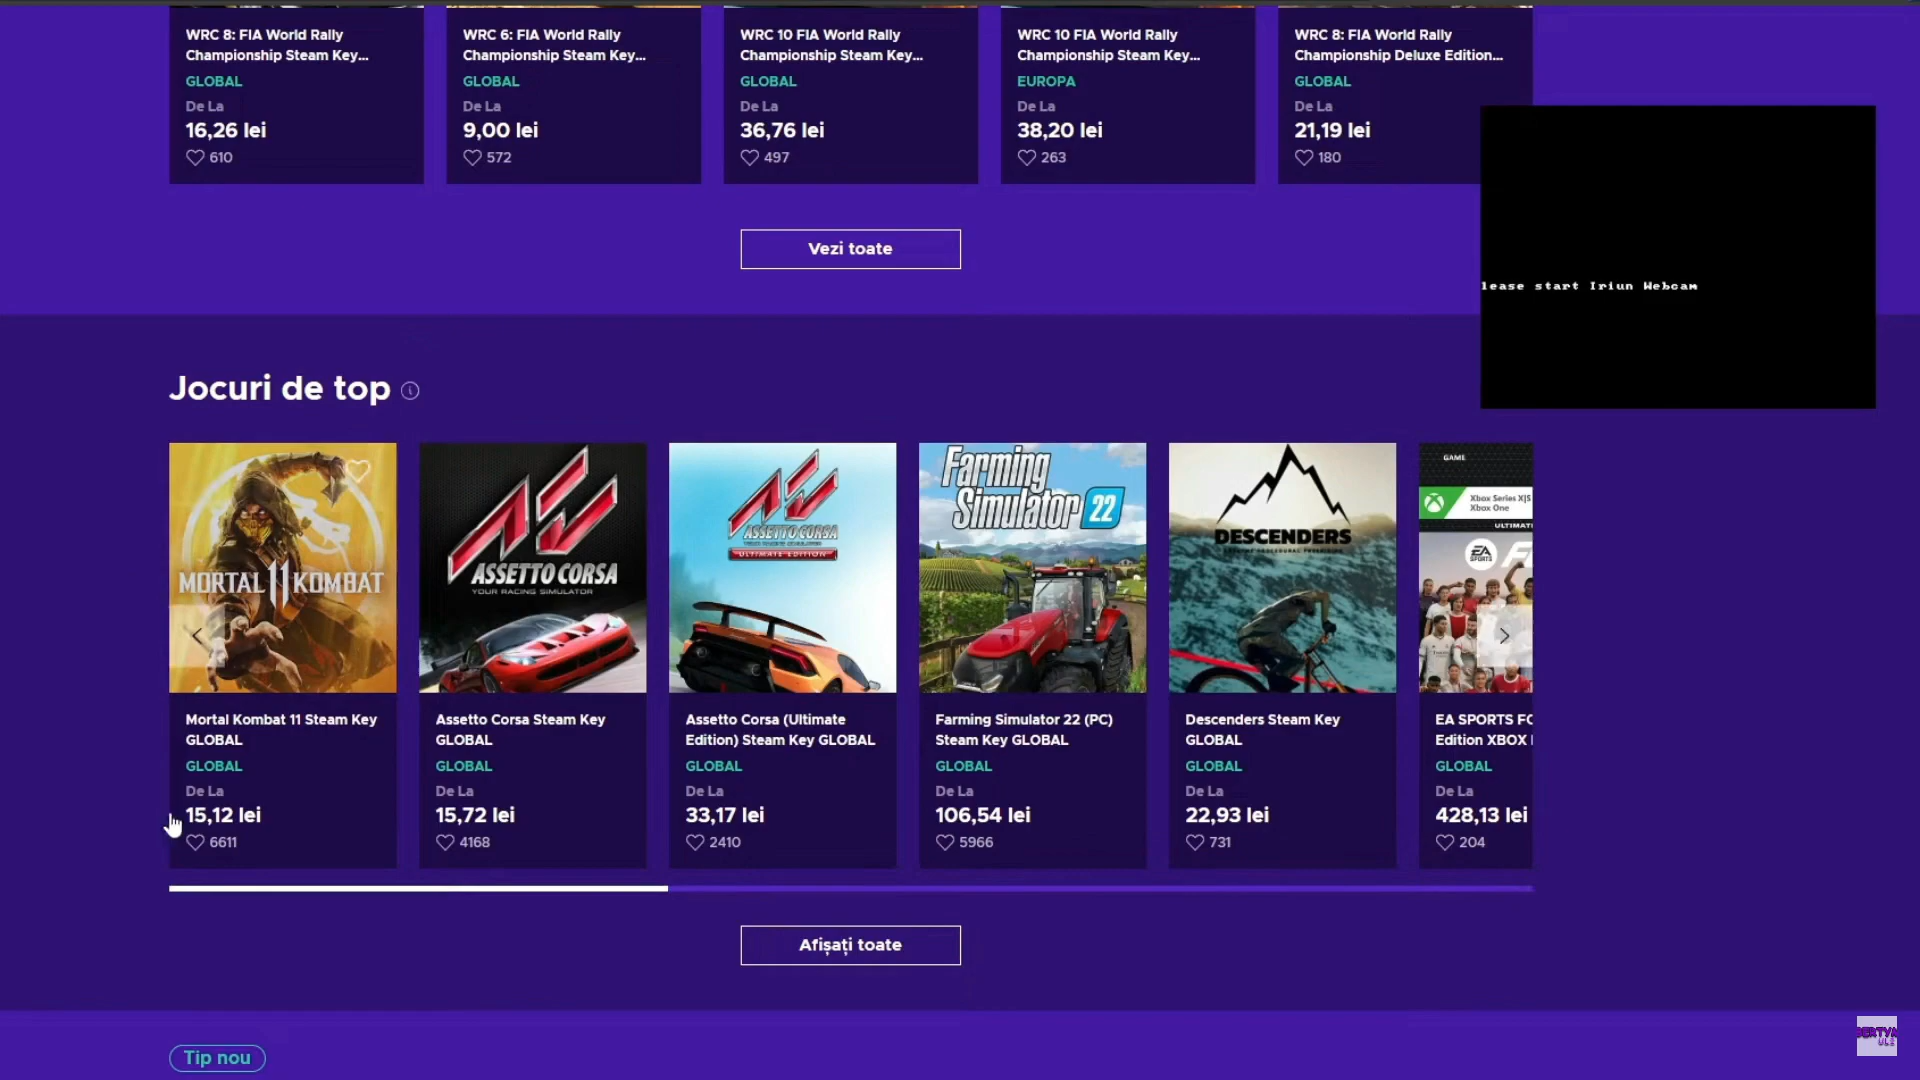 WRC 8: FIA World Rally
Championship Steam Key...
GLOBAL
De La
16,26 lei
610
WRC 6: FIA World Rally
Championship Steam Key...
GLOBAL
De La
9,00 lei
572
WRC 10 FIA World Rally
Championship Steam Key...
GLOBAL
De La
36,76 lei
497
WRC 10 FIA World Rally
Championship Steam Key...
EUROPA
De La
38,20 lei
263
WRC 8: FIA World Rally
Championship Deluxe Edition...
GLOBAL
De La
21,19 lei
180
Vezi toate
lease start Iriun Webcam
Jocuri de top
MORTAL 11 KOMBAT
Mortal Kombat 11 Steam Key
GLOBAL
GLOBAL
De La
15,12 lei
6611
ASSETTO CORSA
YOUR RACING SIMULATOR
Assetto Corsa Steam Key
GLOBAL
GLOBAL
De La
15,72 lei
4168
ASSETTO CORSA
YOUR RACING SIMULATOR
ULTIMATE EDITION
Assetto Corsa (Ultimate
Edition) Steam Key GLOBAL
GLOBAL
De La
33,17 lei
2410
Farming
Simulator 22
Farming Simulator 22 (PC)
Steam Key GLOBAL
GLOBAL
De La
106,54 lei
5966
DESCENDERS
Descenders Steam Key
GLOBAL
GLOBAL
De La
22,93 lei
731
GAME
Xbox Series X|S
Xbox One
ULTIMAT
EA
SPORTS
EA SPORTS FC
Edition XBOX
GLOBAL
De La
428,13 lei
204
Afișați toate
Tip nou